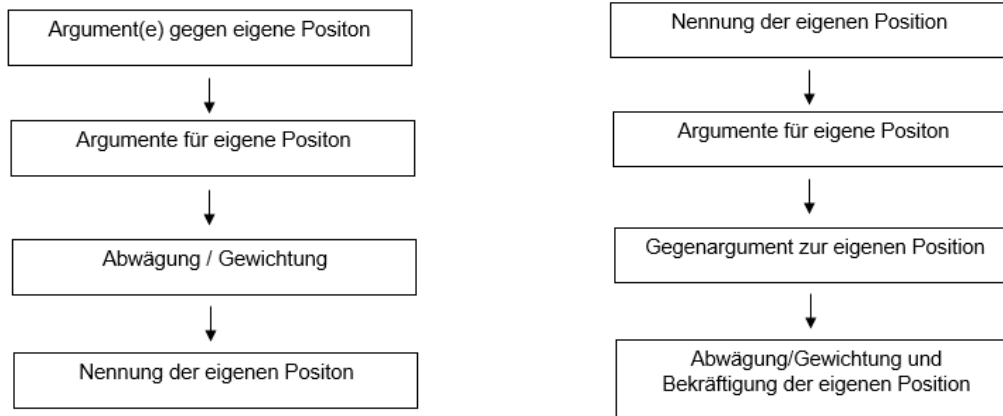 Argument(e) gegen eigene Positon
Argumente für eigene Positon
Abwägung / Gewichtung
Nennung der eigenen Positon
Nennung der eigenen Position
Argumente für eigene Positon
Gegenargument zur eigenen Position
Abwägung/Gewichtung und
Bekräftigung der eigenen Position